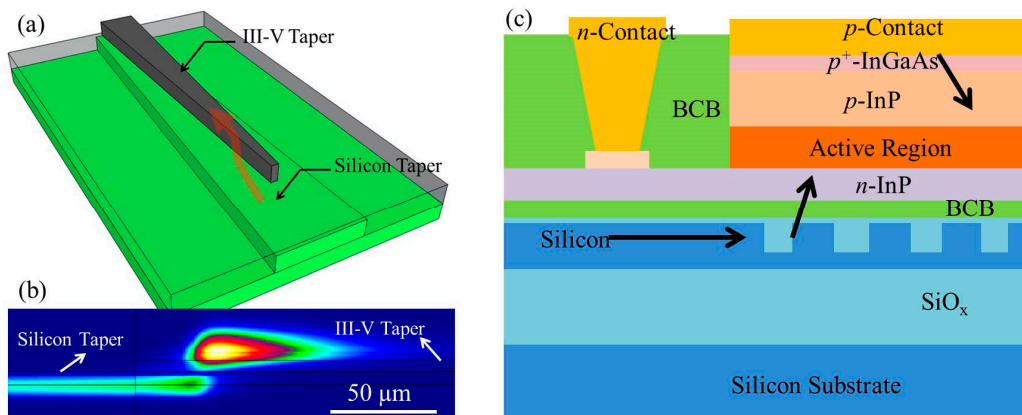 (a)
III-V Taper
Silicon Taper
(b)
Silicon Taper
III-V Taper
50 μm
(c)
n-Contact
p-Contact
p⁺-InGaAs
p-InP
BCB
Active Region
n-InP
BCB
Silicon
SiOₓ
Silicon Substrate